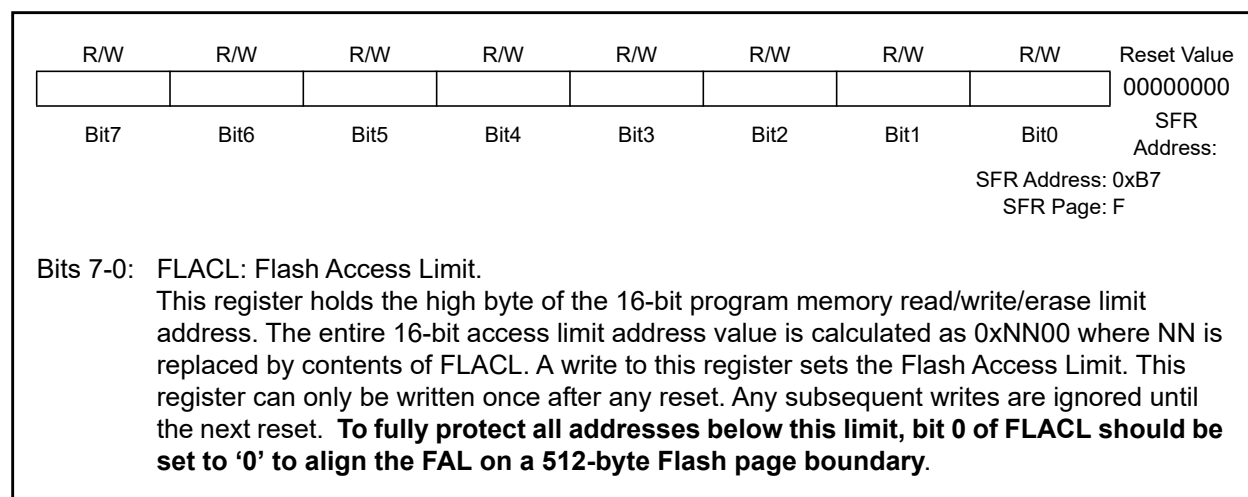 R/W R/W R/W R/W R/W R/W R/W R/W Reset Value
00000000
Bit7 Bit6 Bit5 Bit4 Bit3 Bit2 Bit1 Bit0 SFR
Address:
SFR Address: 0xB7
SFR Page: F
Bits 7-0: FLACL: Flash Access Limit.
This register holds the high byte of the 16-bit program memory read/write/erase limit
address. The entire 16-bit access limit address value is calculated as 0xNN00 where NN is
replaced by contents of FLACL. A write to this register sets the Flash Access Limit. This
register can only be written once after any reset. Any subsequent writes are ignored until
the next reset. To fully protect all addresses below this limit, bit 0 of FLACL should be
set to ‘0’ to align the FAL on a 512-byte Flash page boundary.